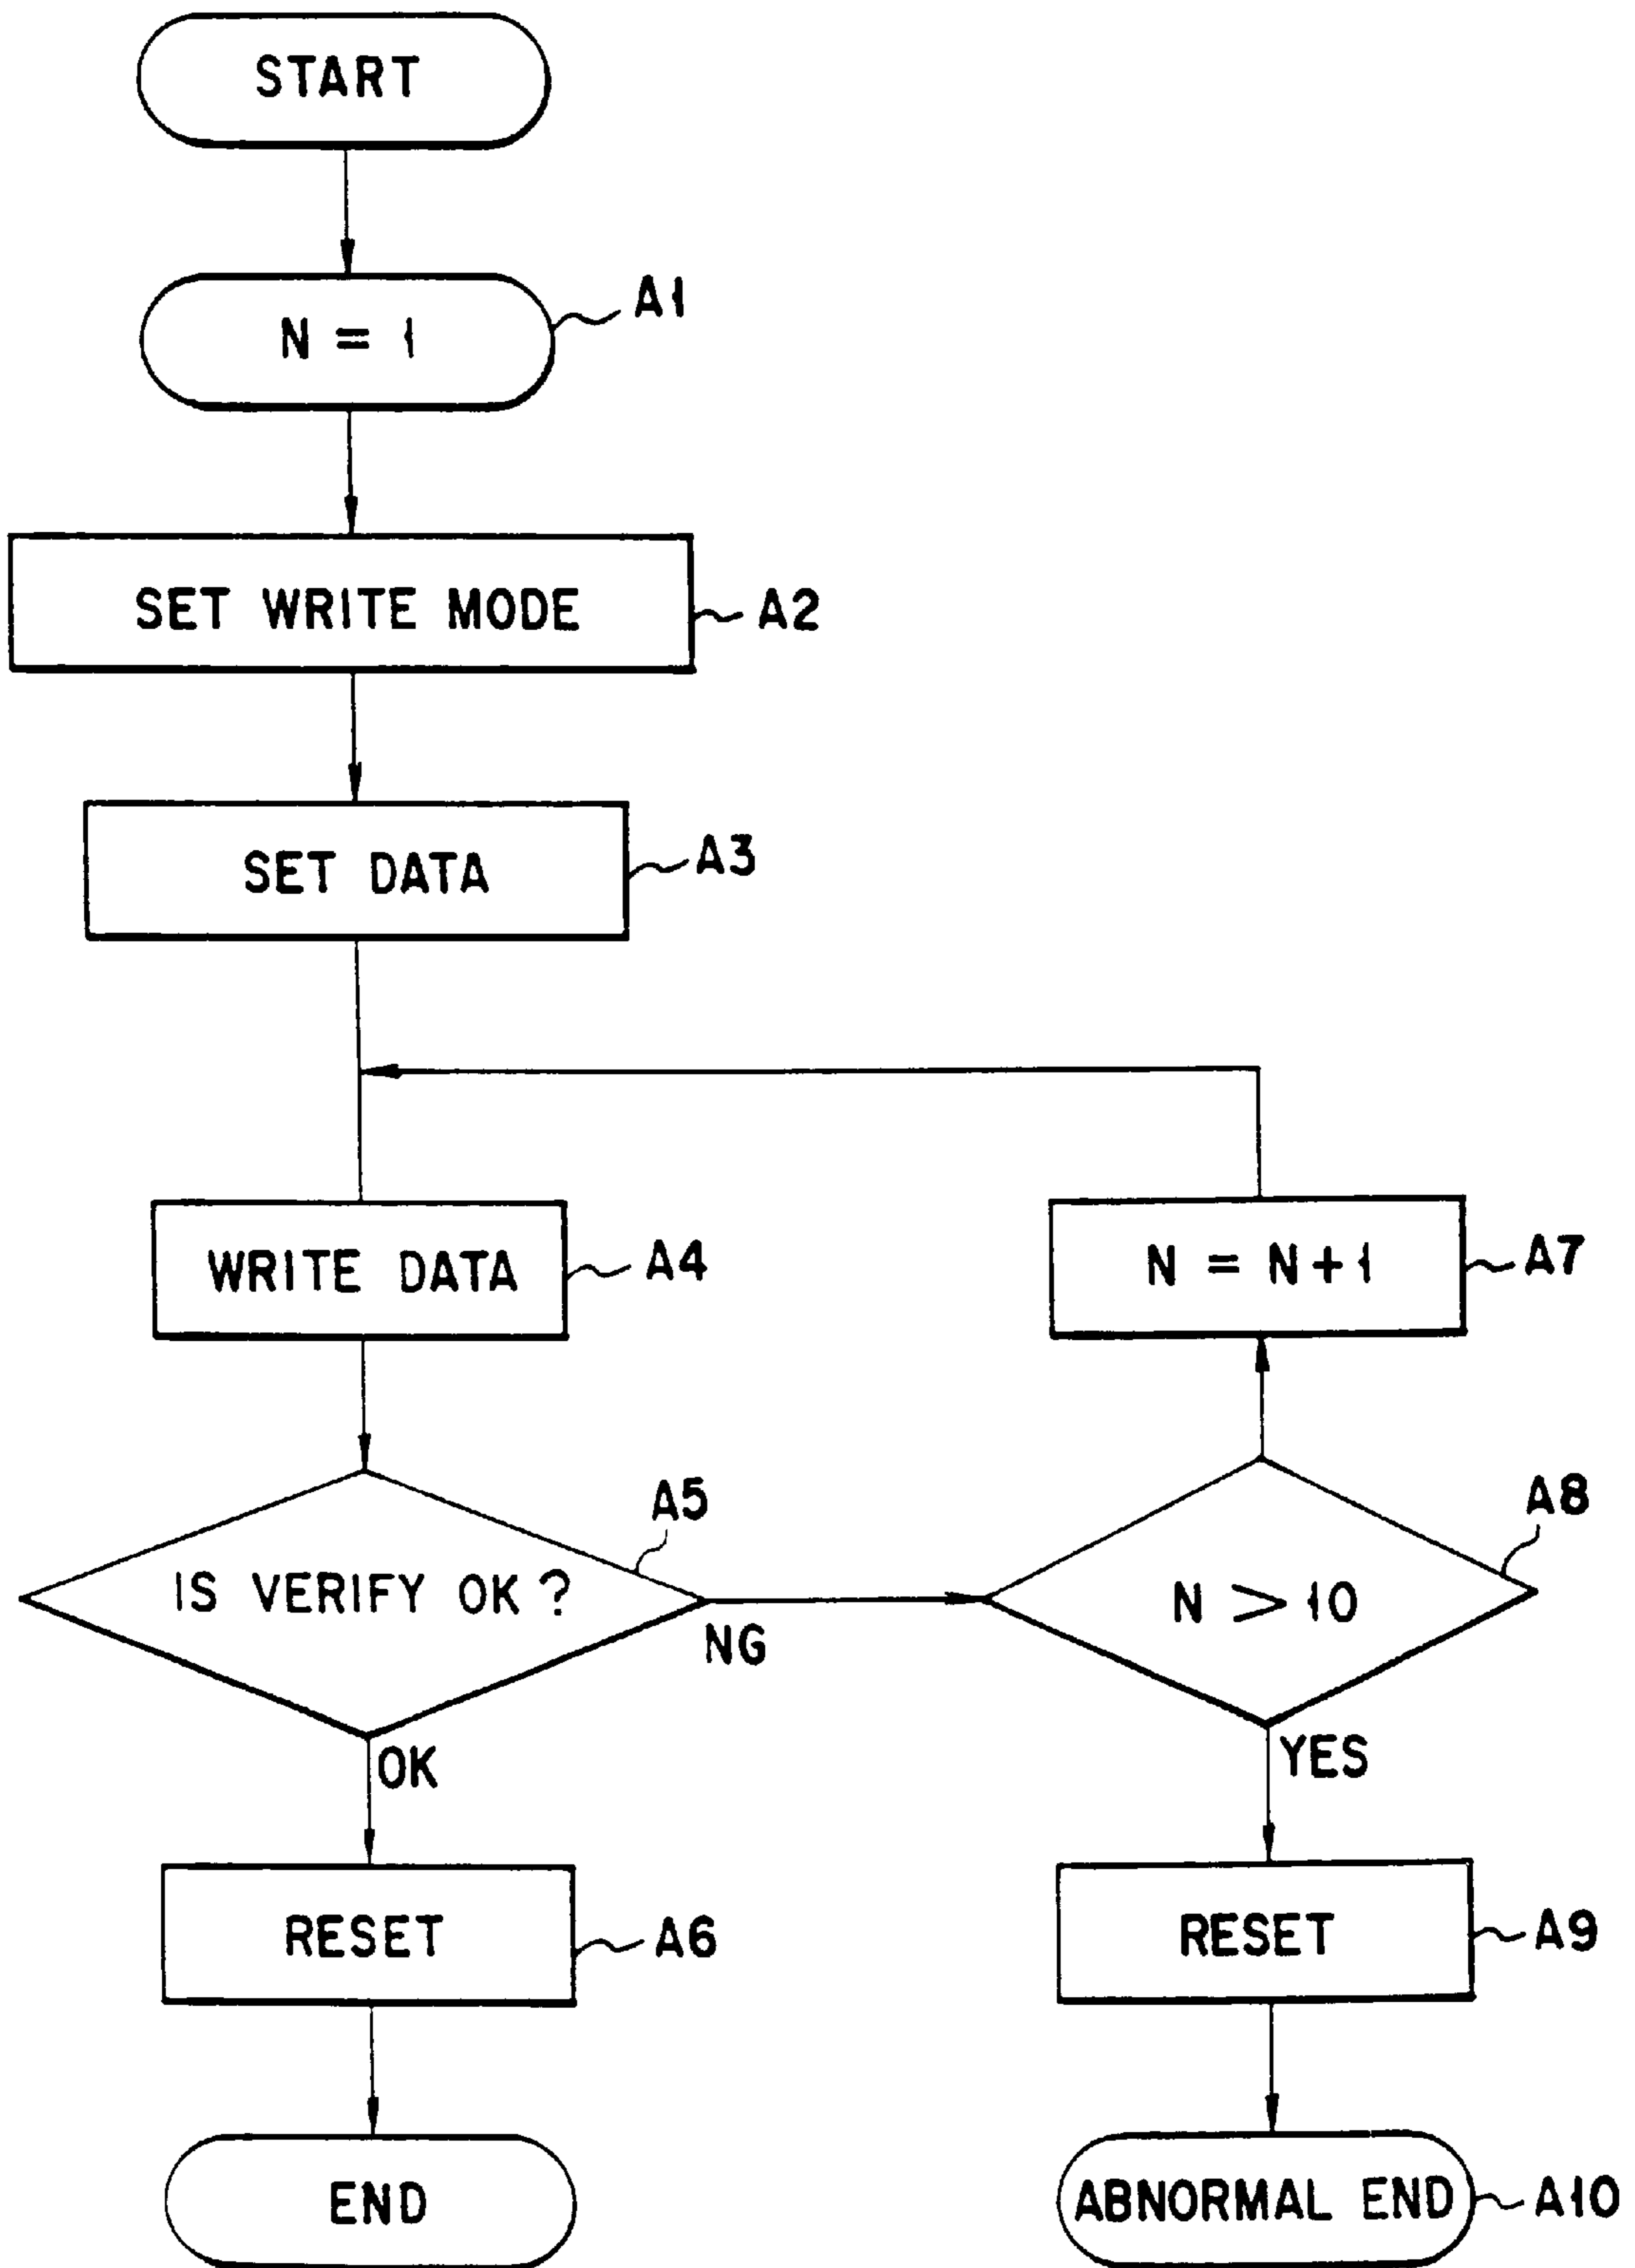 START
N = 1
A1
SET WRITE MODE
A2
SET DATA
A3
WRITE DATA
A4
N = N+1
A7
IS VERIFY OK?
A5
NG
OK
N > 10
A8
YES
RESET
A6
RESET
A9
END
ABNORMAL END
A10